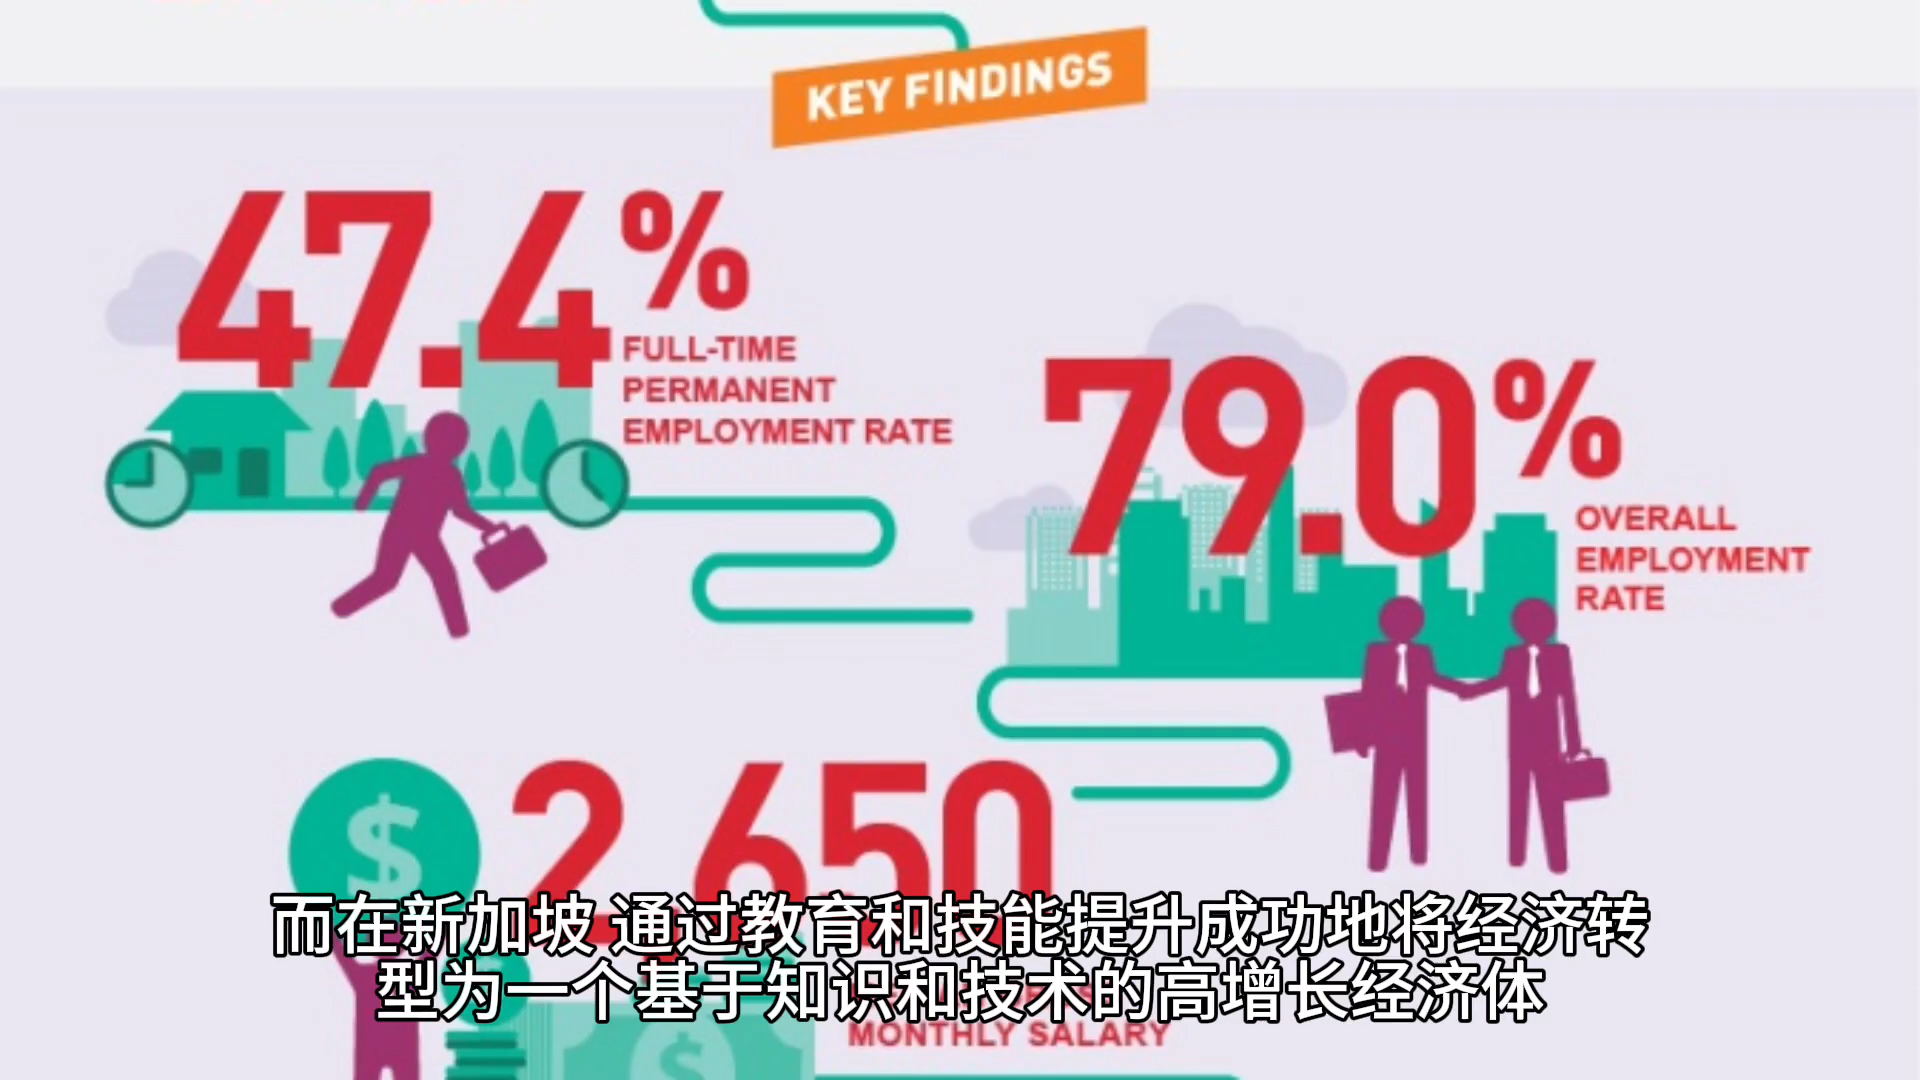 KEY FINDINGS
47.4%
FULL-TIME
PERMANENT
EMPLOYMENT RATE
79.0%
OVERALL
EMPLOYMENT
RATE
2,650
而在新加坡 通过教育和技能提升成功地将经济转
型为一个基于知识和技术的高增长经济体
MONTHLY SALARY